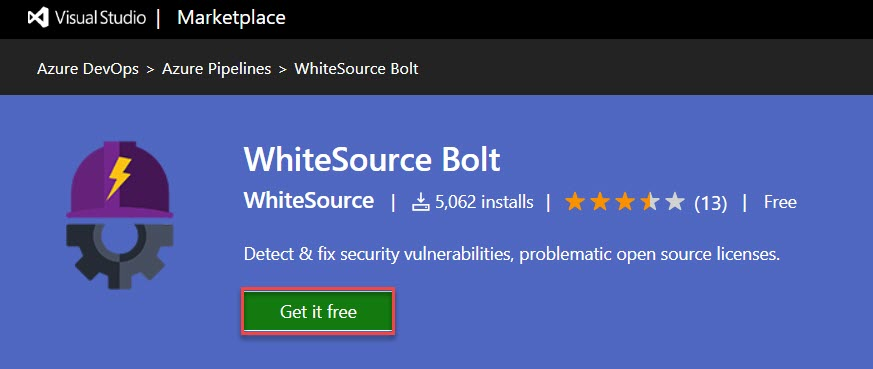 Visual Studio | Marketplace
Azure DevOps > Azure Pipelines > WhiteSource Bolt
WhiteSource Bolt
WhiteSource | 5,062 installs | (13) | Free
Detect & fix security vulnerabilities, problematic open source licenses.
Get it free